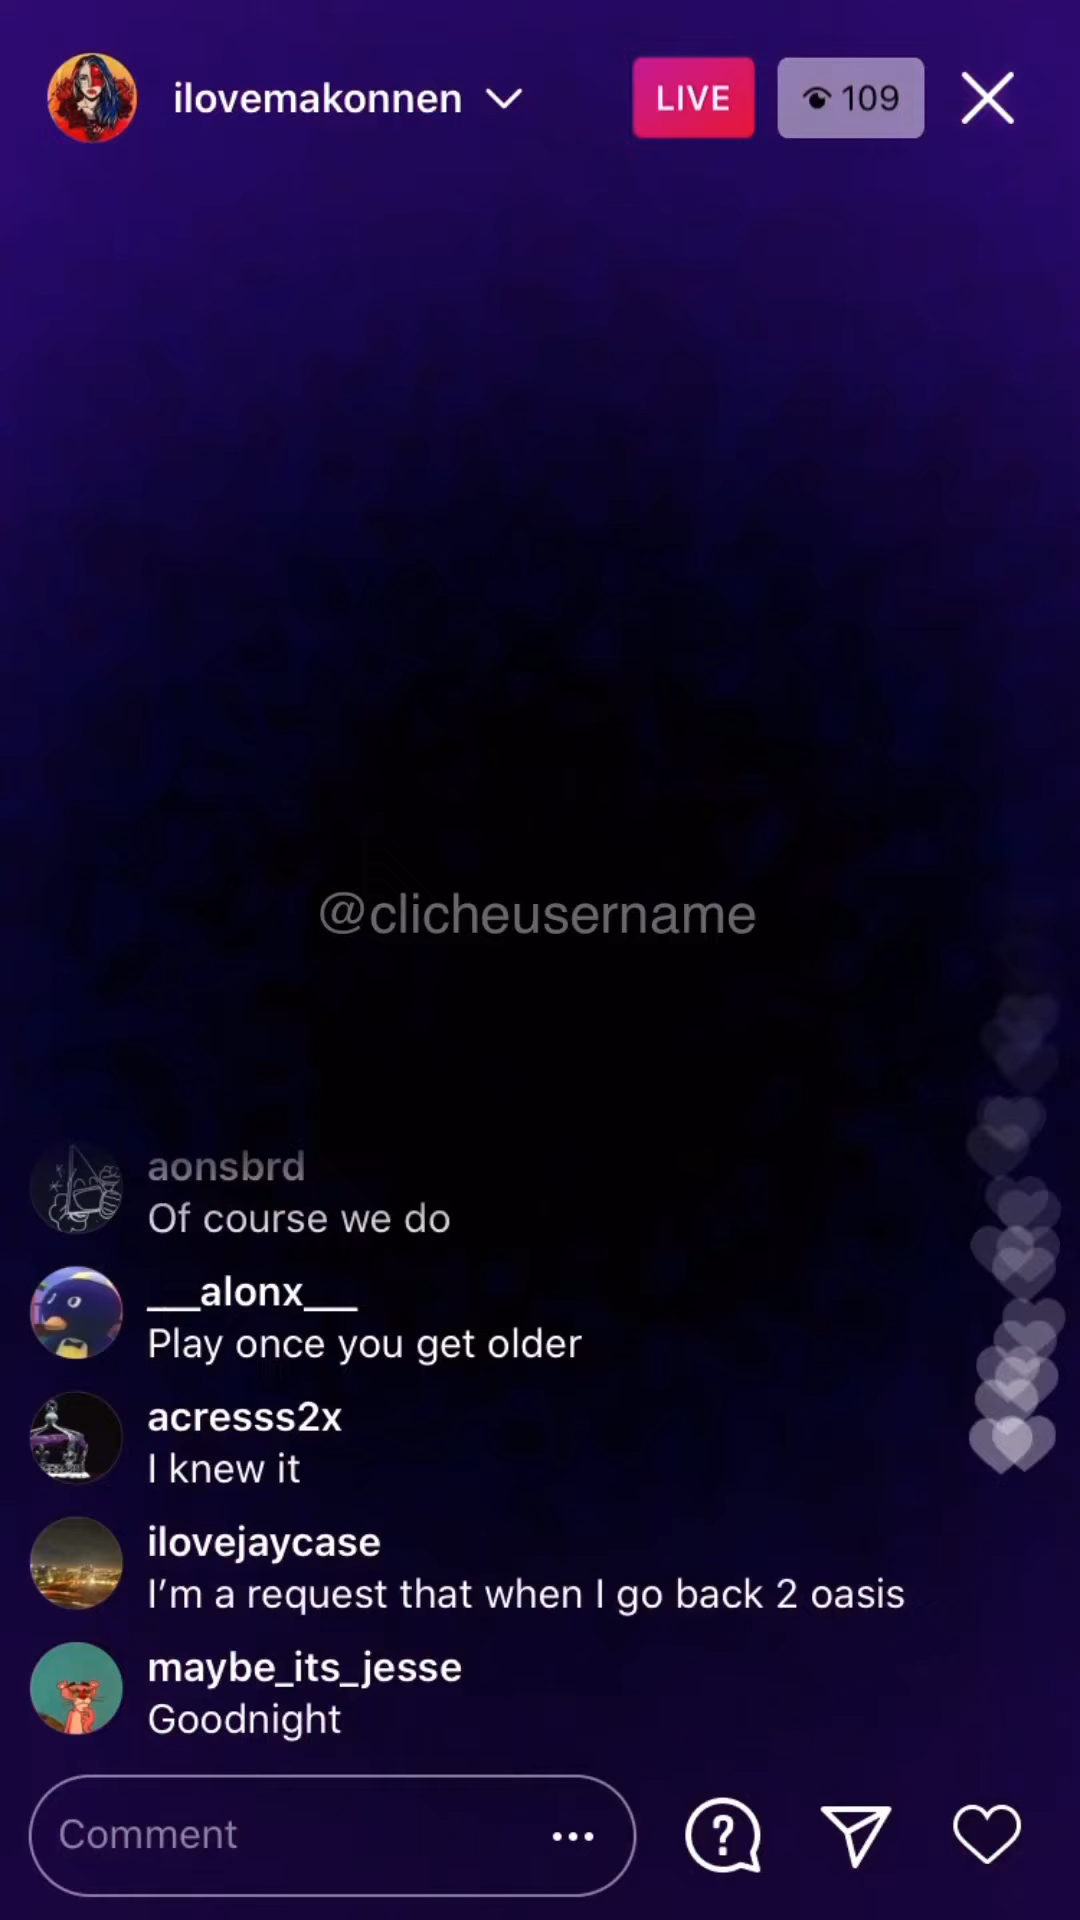 ilovemakonnen
LIVE
109
@clicheusername
aonsbrd
Of course we do
___alonx___
Play once you get older
acresss2x
I knew it
ilovejaycase
I’m a request that when I go back 2 oasis
maybe_its_jesse
Goodnight
Comment